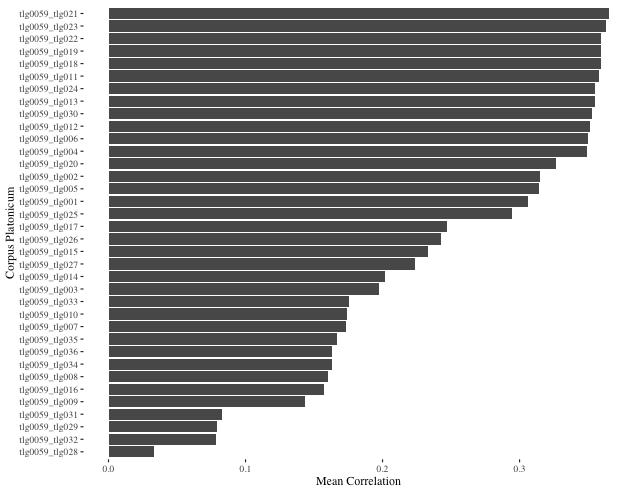 tlg0059_tlg021
tlg0059_tlg023
tlg0059_tlg022
tlg0059_tlg019
tlg0059_tlg018
tlg0059_tlg011
tlg0059_tlg024
tlg0059_tlg013
tlg0059_tlg030
tlg0059_tlg012
tlg0059_tlg006
tlg0059_tlg004
tlg0059_tlg020
tlg0059_tlg002
tlg0059_tlg005
tlg0059_tlg001
tlg0059_tlg025
tlg0059_tlg017
tlg0059_tlg026
tlg0059_tlg015
tlg0059_tlg027
tlg0059_tlg014
tlg0059_tlg003
tlg0059_tlg033
tlg0059_tlg010
tlg0059_tlg007
tlg0059_tlg035
tlg0059_tlg036
tlg0059_tlg034
tlg0059_tlg008
tlg0059_tlg016
tlg0059_tlg009
tlg0059_tlg031
tlg0059_tlg029
tlg0059_tlg032
tlg0059_tlg028
Corpus Platonicum
0.0 0.1 0.2 0.3
Mean Correlation